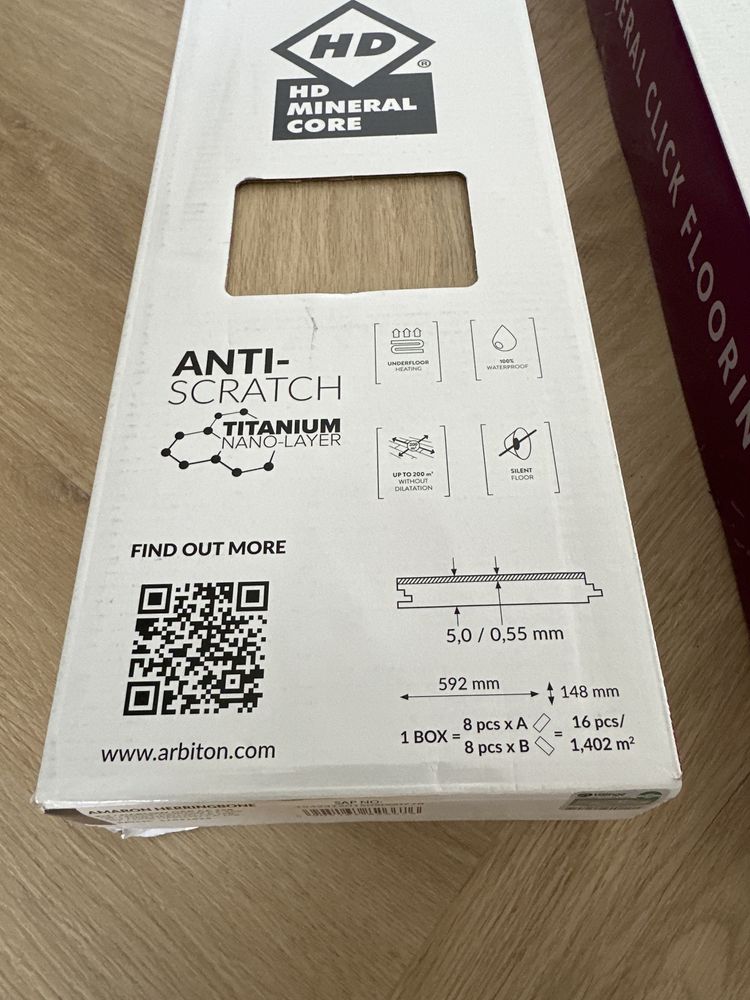 HD
®
HD
MINERAL
CORE
ERAL CLICK FLOORIN
ANTI-
SCRATCH
TITANIUM
NANO-LAYER
UNDERFLOOR
HEATING
100%
WATERPROOF
UP TO 200 m²
WITHOUT
DILATATION
SILENT
FLOOR
FIND OUT MORE
5,0 / 0,55 mm
592 mm
148 mm
1 BOX = 8 pcs x A = 16 pcs/
8 pcs x B 1,402 m²
www.arbiton.com
HERRINGBONE
SAP NO.